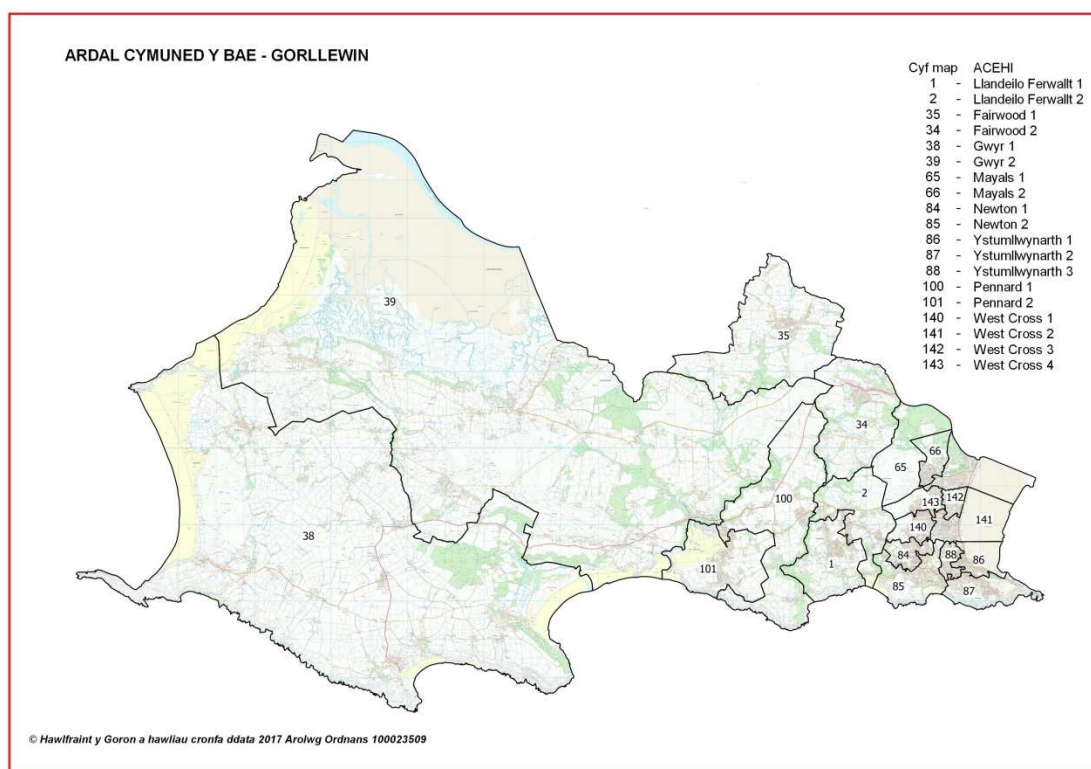 ARDAL CYMUNED Y BAE - GORLLEWIN
Cyf map ACEHI
1 - Llandeilo Ferwallt 1
2 - Llandeilo Ferwallt 2
35 - Fairwood 1
34 - Fairwood 2
38 - Gwyr 1
39 - Gwyr 2
65 - Mayals 1
66 - Mayals 2
84 - Newton 1
85 - Newton 2
86 - Ystumllwynarth 1
87 - Ystumllwynarth 2
88 - Ystumllwynarth 3
100 - Pennard 1
101 - Pennard 2
140 - West Cross 1
141 - West Cross 2
142 - West Cross 3
143 - West Cross 4
39
35
34
66
65
2
143
142
100
141
140
38
84
88
86
101
1
85
87
© Hawlfraint y Goron a hawliau cronfa ddata 2017 Arolwg Ordnans 100023509